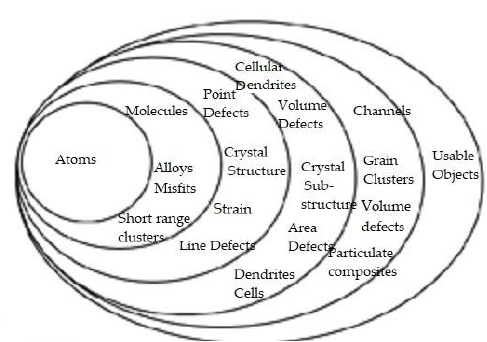 Atoms
Molecules
Alloys
Misfits
Short range
clusters
Point
Defects
Crystal
Structure
Strain
Line Defects
Cellular
Dendrites
Volume
Defects
Crystal
Sub-
structure
Area
Defects
Dendrites
Cells
Channels
Grain
Clusters
Volume
defects
Particulate
composites
Usable
Objects